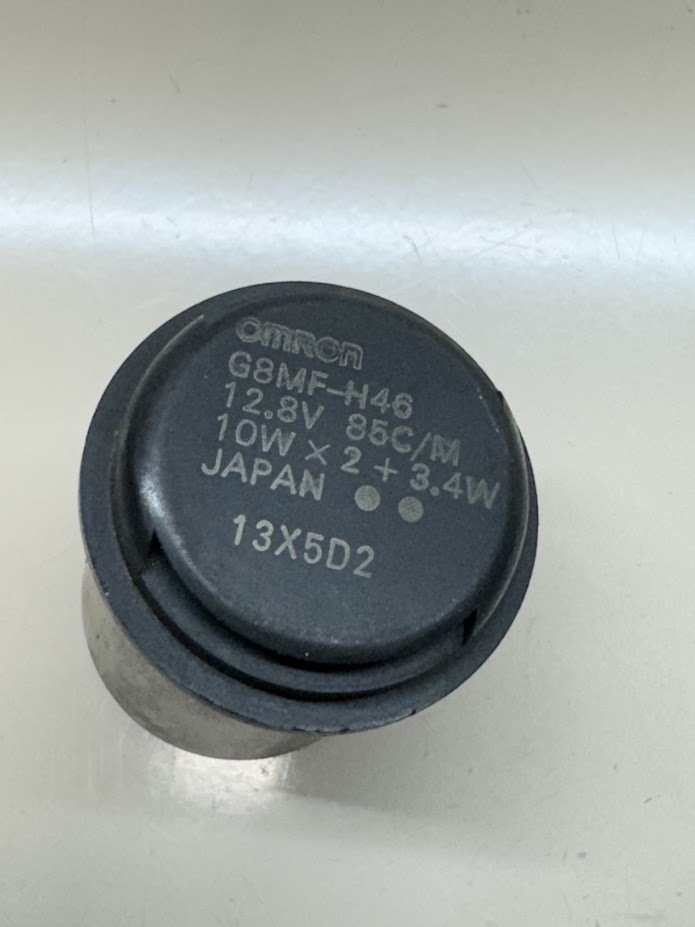 omron
G8MF-H46
12.8V 85C/M
10W × 2 + 3.4W
JAPAN
13X5D2